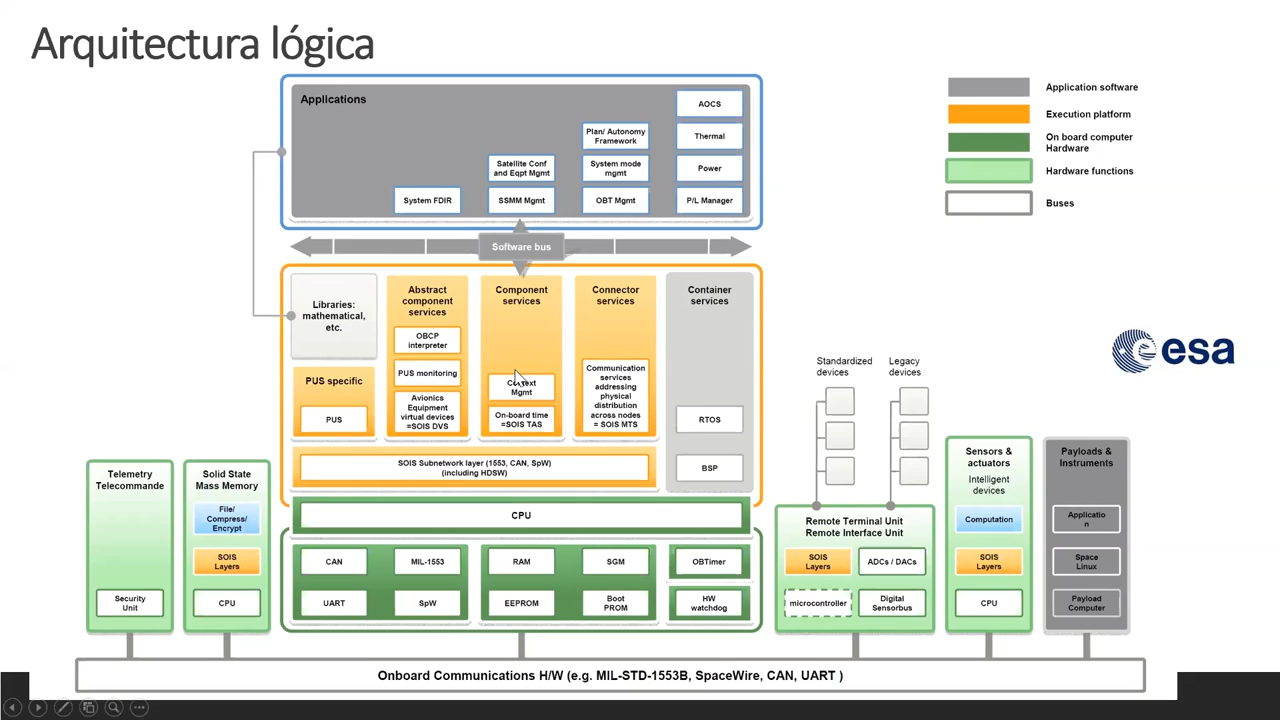 Arquitectura lógica
Applications
AOCS
Plan/ Autonomy
Framework
Thermal
Satellite Conf
and Eqpt Mgmt
System mode
mgmt
Power
System FDIR
SSMM Mgmt
OBT Mgmt
P/L Manager
Application software
Execution platform
On board computer
Hardware
Hardware functions
Buses
Software bus
Libraries:
mathematical,
etc.
PUS specific
PUS
Abstract
component
services
OBCP
interpreter
PUS monitoring
Avionics
Equipment
virtual devices
=SOIS DVS
Component
services
Mgmt
On-board time
=SOIS TAS
Connector
services
Communication
services
addressing
physical
distribution
across nodes
= SOIS MTS
Container
services
RTOS
BSP
SOIS Subnetwork layer (1553, CAN, SpW)
(including HDSW)
CPU
CAN
MIL-1553
RAM
SGM
OBTimer
UART
SpW
EEPROM
Boot
PROM
HW
watchdog
esa
Telemetry
Telecommande
Security
Unit
Solid State
Mass Memory
File/
Compress/
Encrypt
SOIS
Layers
CPU
Standardized
devices
Legacy
devices
Remote Terminal Unit
Remote Interface Unit
SOIS
Layers
ADCs / DACs
microcontroller
Digital
Sensorbus
Sensors &
actuators
Intelligent
devices
Computation
SOIS
Layers
CPU
Payloads &
Instruments
Applicatio
n
Space
Linux
Payload
Computer
Onboard Communications H/W (e.g. MIL-STD-1553B, SpaceWire, CAN, UART )